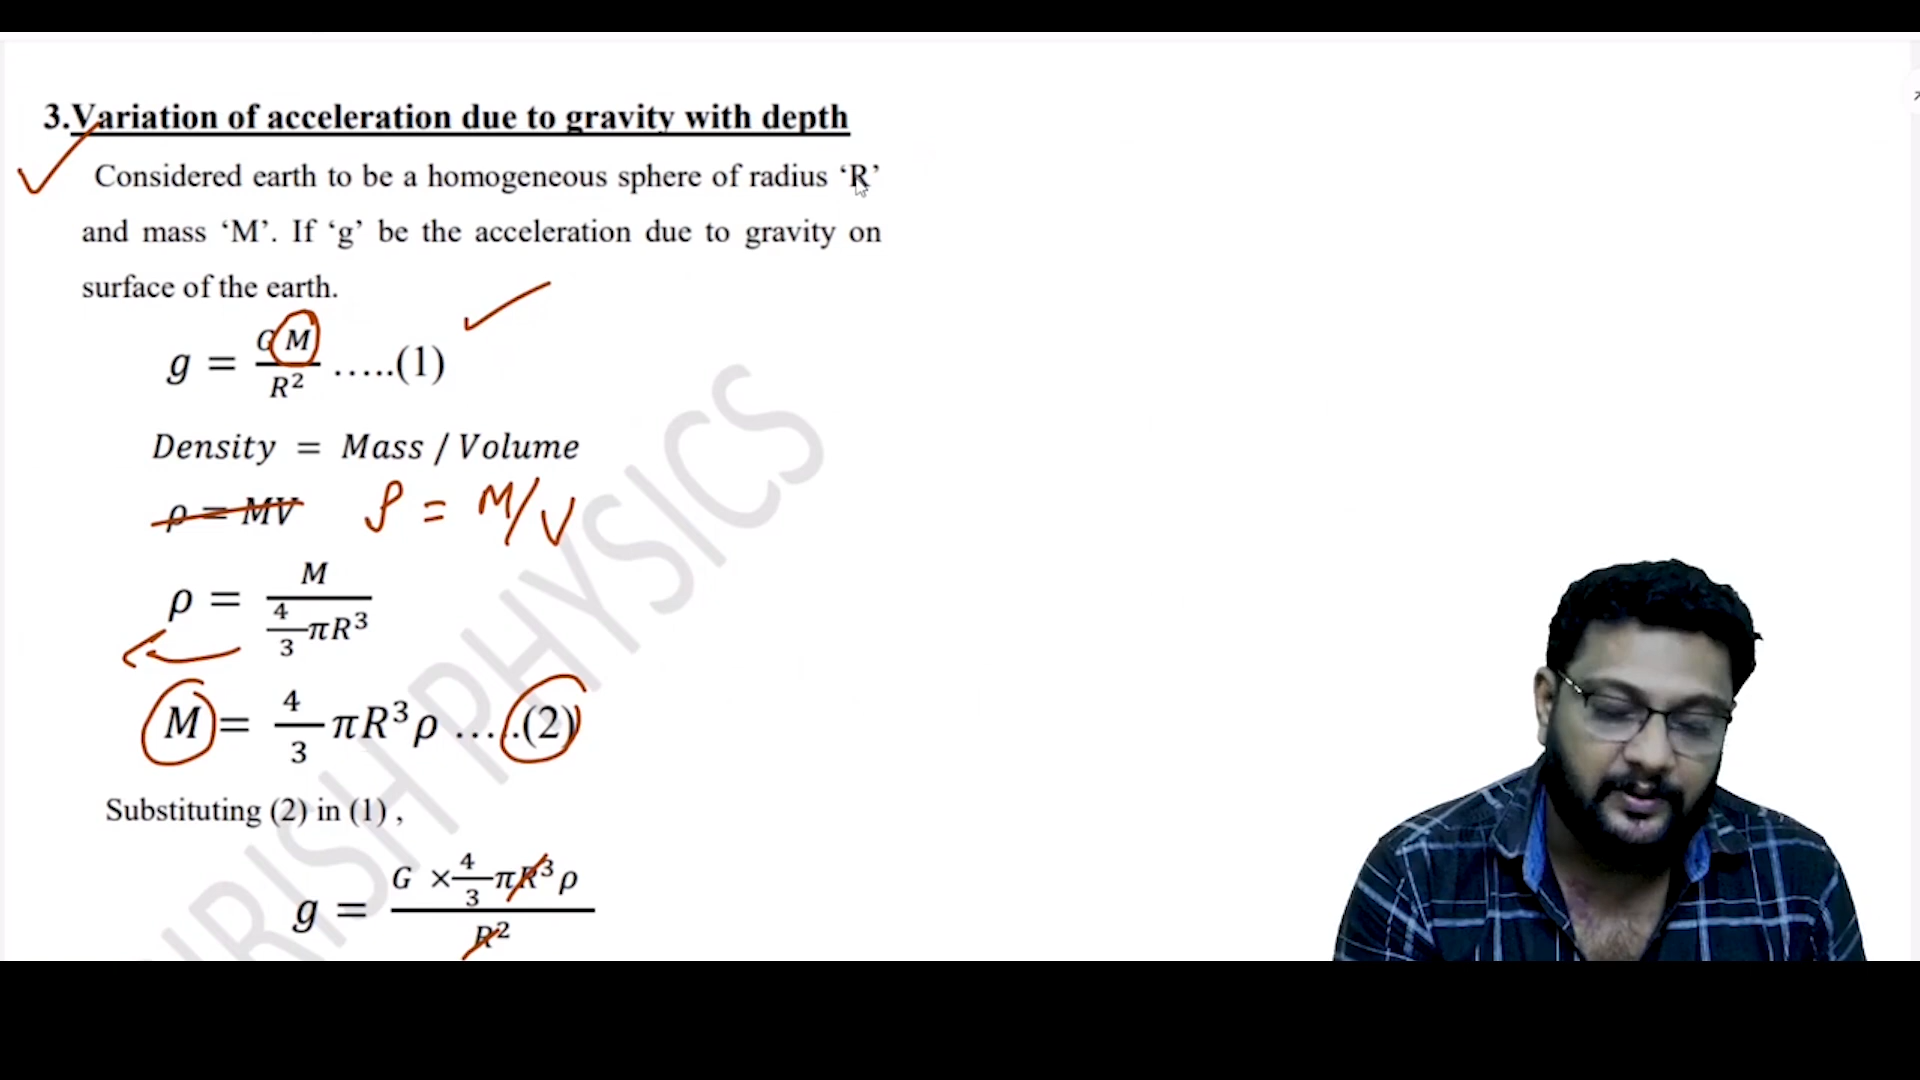 3.Variation of acceleration due to gravity with depth
Considered earth to be a homogeneous sphere of radius ‘R’
and mass ‘M’. If ‘g’ be the acceleration due to gravity on
surface of the earth.
g = GM/R² .....(1)
Density = Mass / Volume
ρ = MV ρ = M/V
ρ = M / (4/3 πR³)
M = 4/3 πR³ρ .....(2)
Substituting (2) in (1) ,
g = (G × 4/3 πR³ρ) / R²
RISH PHYSICS